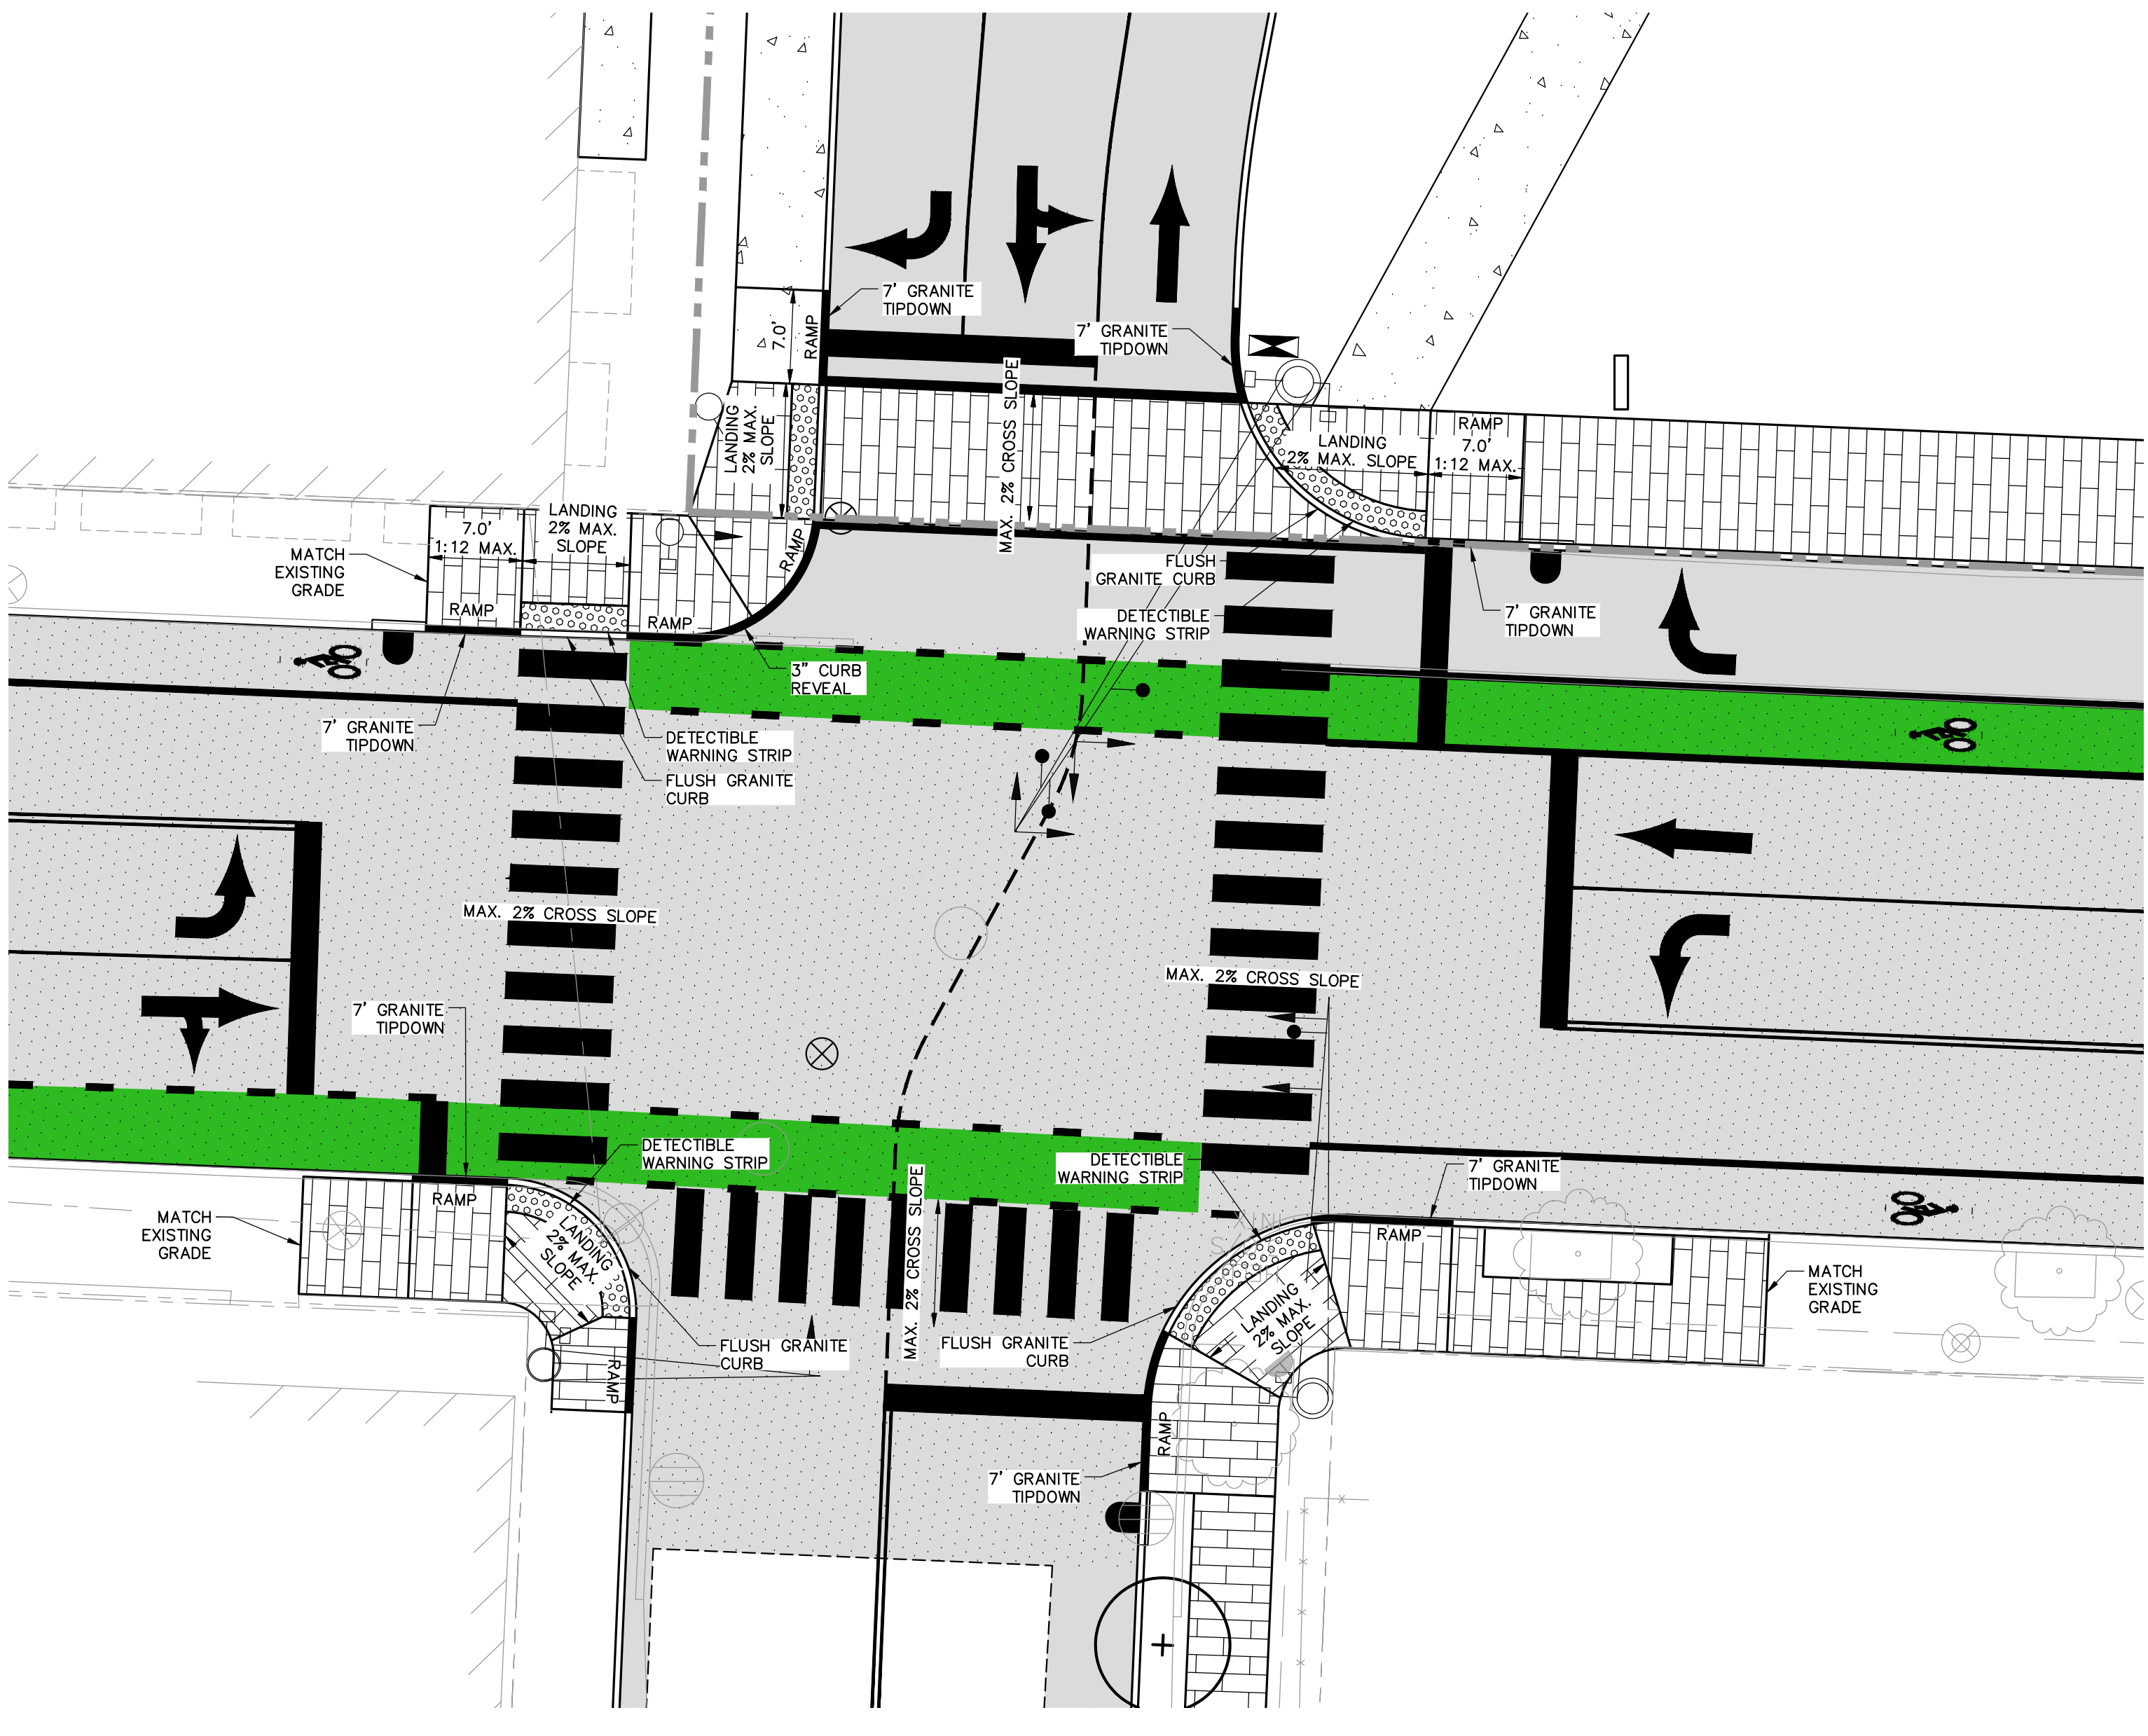 7' GRANITE
TIPDOWN
7.0'
RAMP
7' GRANITE
TIPDOWN
MAX. 2% CROSS SLOPE
LANDING
2% MAX.
SLOPE
RAMP
7.0'
1:12 MAX.
LANDING
2% MAX. SLOPE
LANDING
2% MAX.
SLOPE
7.0'
1:12 MAX.
RAMP
MATCH
EXISTING
GRADE
RAMP
RAMP
FLUSH
GRANITE CURB
DETECTIBLE
WARNING STRIP
7' GRANITE
TIPDOWN
3" CURB
REVEAL
7' GRANITE
TIPDOWN
DETECTIBLE
WARNING STRIP
FLUSH GRANITE
CURB
MAX. 2% CROSS SLOPE
MAX. 2% CROSS SLOPE
7' GRANITE
TIPDOWN
DETECTIBLE
WARNING STRIP
DETECTIBLE
WARNING STRIP
7' GRANITE
TIPDOWN
RAMP
MATCH
EXISTING
GRADE
LANDING
2% MAX.
SLOPE
MAX. 2% CROSS SLOPE
RAMP
MATCH
EXISTING
GRADE
LANDING
2% MAX.
SLOPE
FLUSH GRANITE
CURB
FLUSH GRANITE
CURB
RAMP
RAMP
7' GRANITE
TIPDOWN